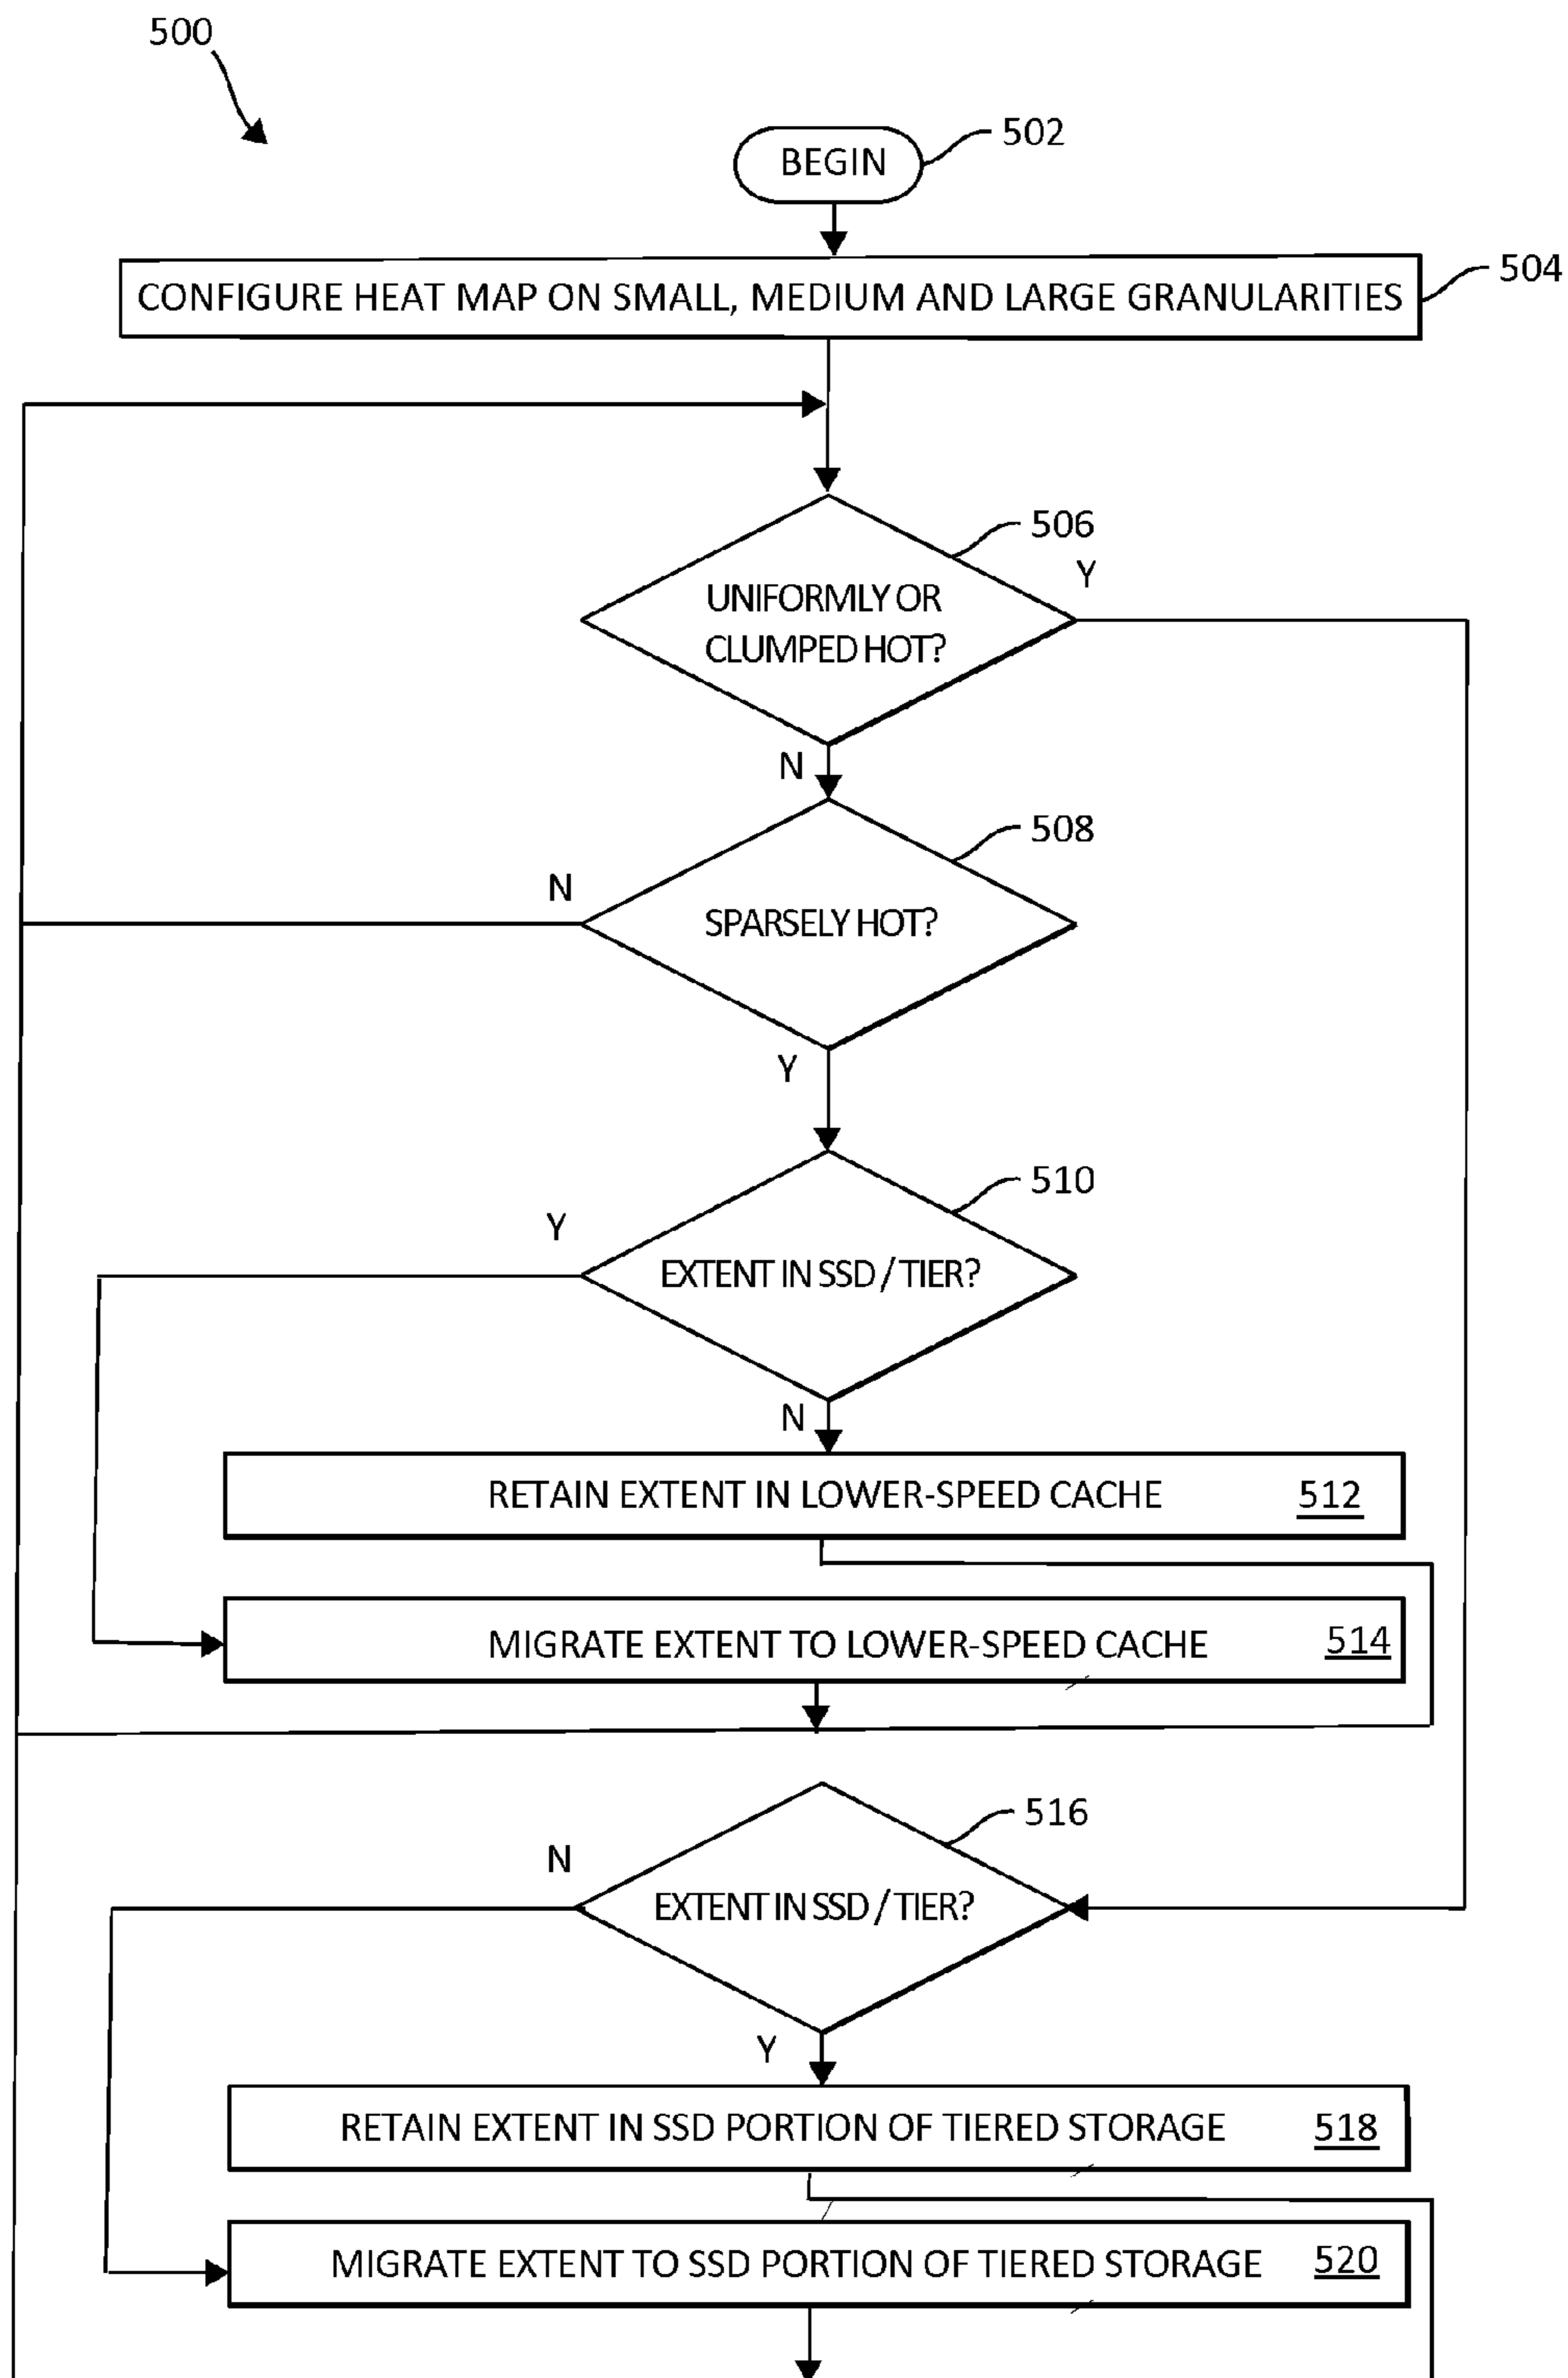 500
BEGIN
502
CONFIGURE HEAT MAP ON SMALL, MEDIUM AND LARGE GRANULARITIES
504
506
Y
UNIFORMLY OR
CLUMPED HOT?
N
508
N
SPARSELY HOT?
Y
510
Y
EXTENT IN SSD / TIER?
N
RETAIN EXTENT IN LOWER-SPEED CACHE 512
MIGRATE EXTENT TO LOWER-SPEED CACHE 514
516
N
EXTENT IN SSD / TIER?
Y
RETAIN EXTENT IN SSD PORTION OF TIERED STORAGE 518
MIGRATE EXTENT TO SSD PORTION OF TIERED STORAGE 520